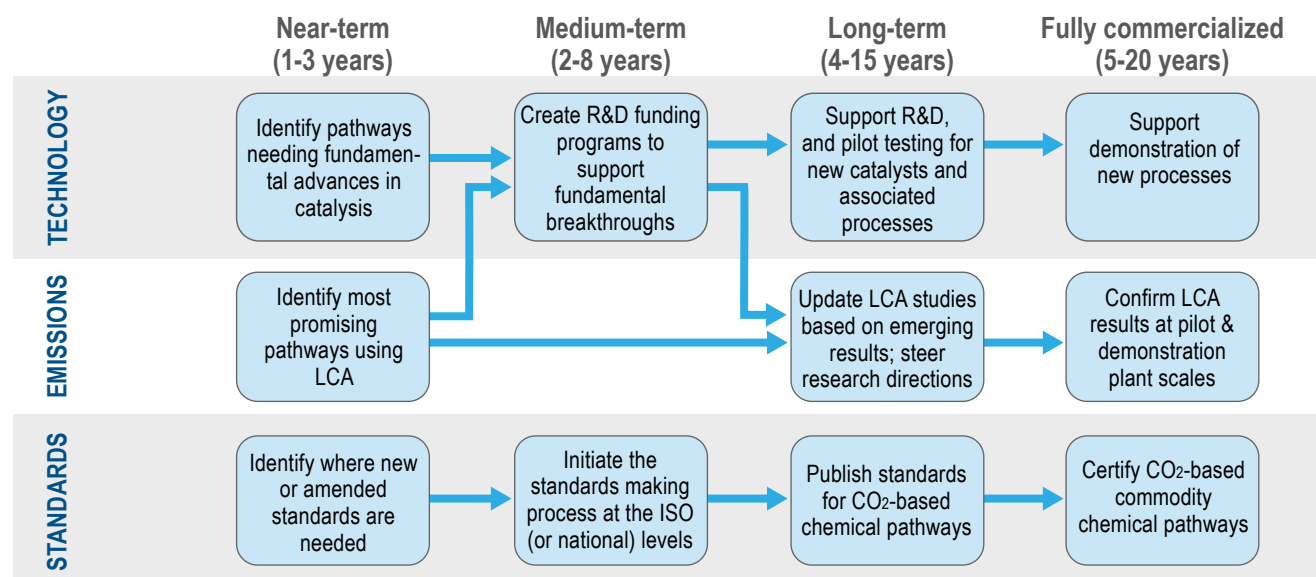 Near-term
(1-3 years)
Medium-term
(2-8 years)
Long-term
(4-15 years)
Fully commercialized
(5-20 years)
TECHNOLOGY
Identify pathways
needing fundamen-
tal advances in
catalysis
Create R&D funding
programs to
support
fundamental
breakthroughs
Support R&D,
and pilot testing for
new catalysts and
associated
processes
Support
demonstration of
new processes
EMISSIONS
Identify most
promising
pathways using
LCA
Update LCA studies
based on emerging
results; steer
research directions
Confirm LCA
results at pilot &
demonstration
plant scales
STANDARDS
Identify where new
or amended
standards are
needed
Initiate the
standards making
process at the ISO
(or national) levels
Publish standards
for CO2-based
chemical pathways
Certify CO2-based
commodity
chemical pathways